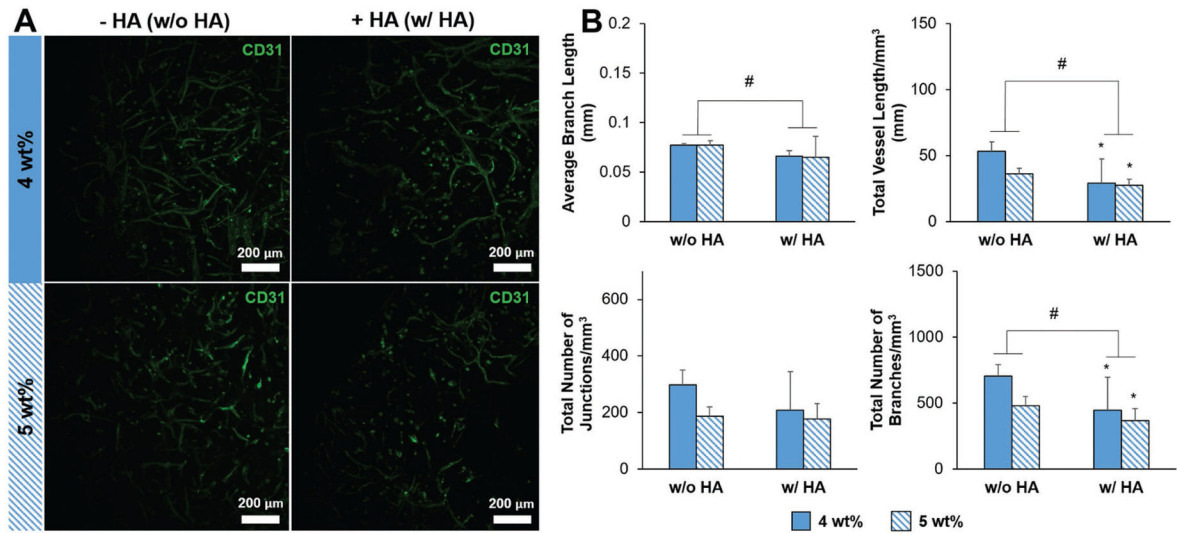 A
- HA (w/o HA)
+ HA (w/ HA)
4 wt%
CD31
200 µm
CD31
200 µm
5 wt%
CD31
200 µm
CD31
200 µm
B
Average Branch Length
(mm)
0.2
0.15
0.1
0.05
0
#
w/o HA
w/ HA
Total Vessel Length/mm³
(mm)
150
100
50
0
#
*
*
w/o HA
w/ HA
Total Number of
Junctions/mm³
600
400
200
0
w/o HA
w/ HA
Total Number of
Branches/mm³
1500
1000
500
0
#
*
*
w/o HA
w/ HA
4 wt%
5 wt%